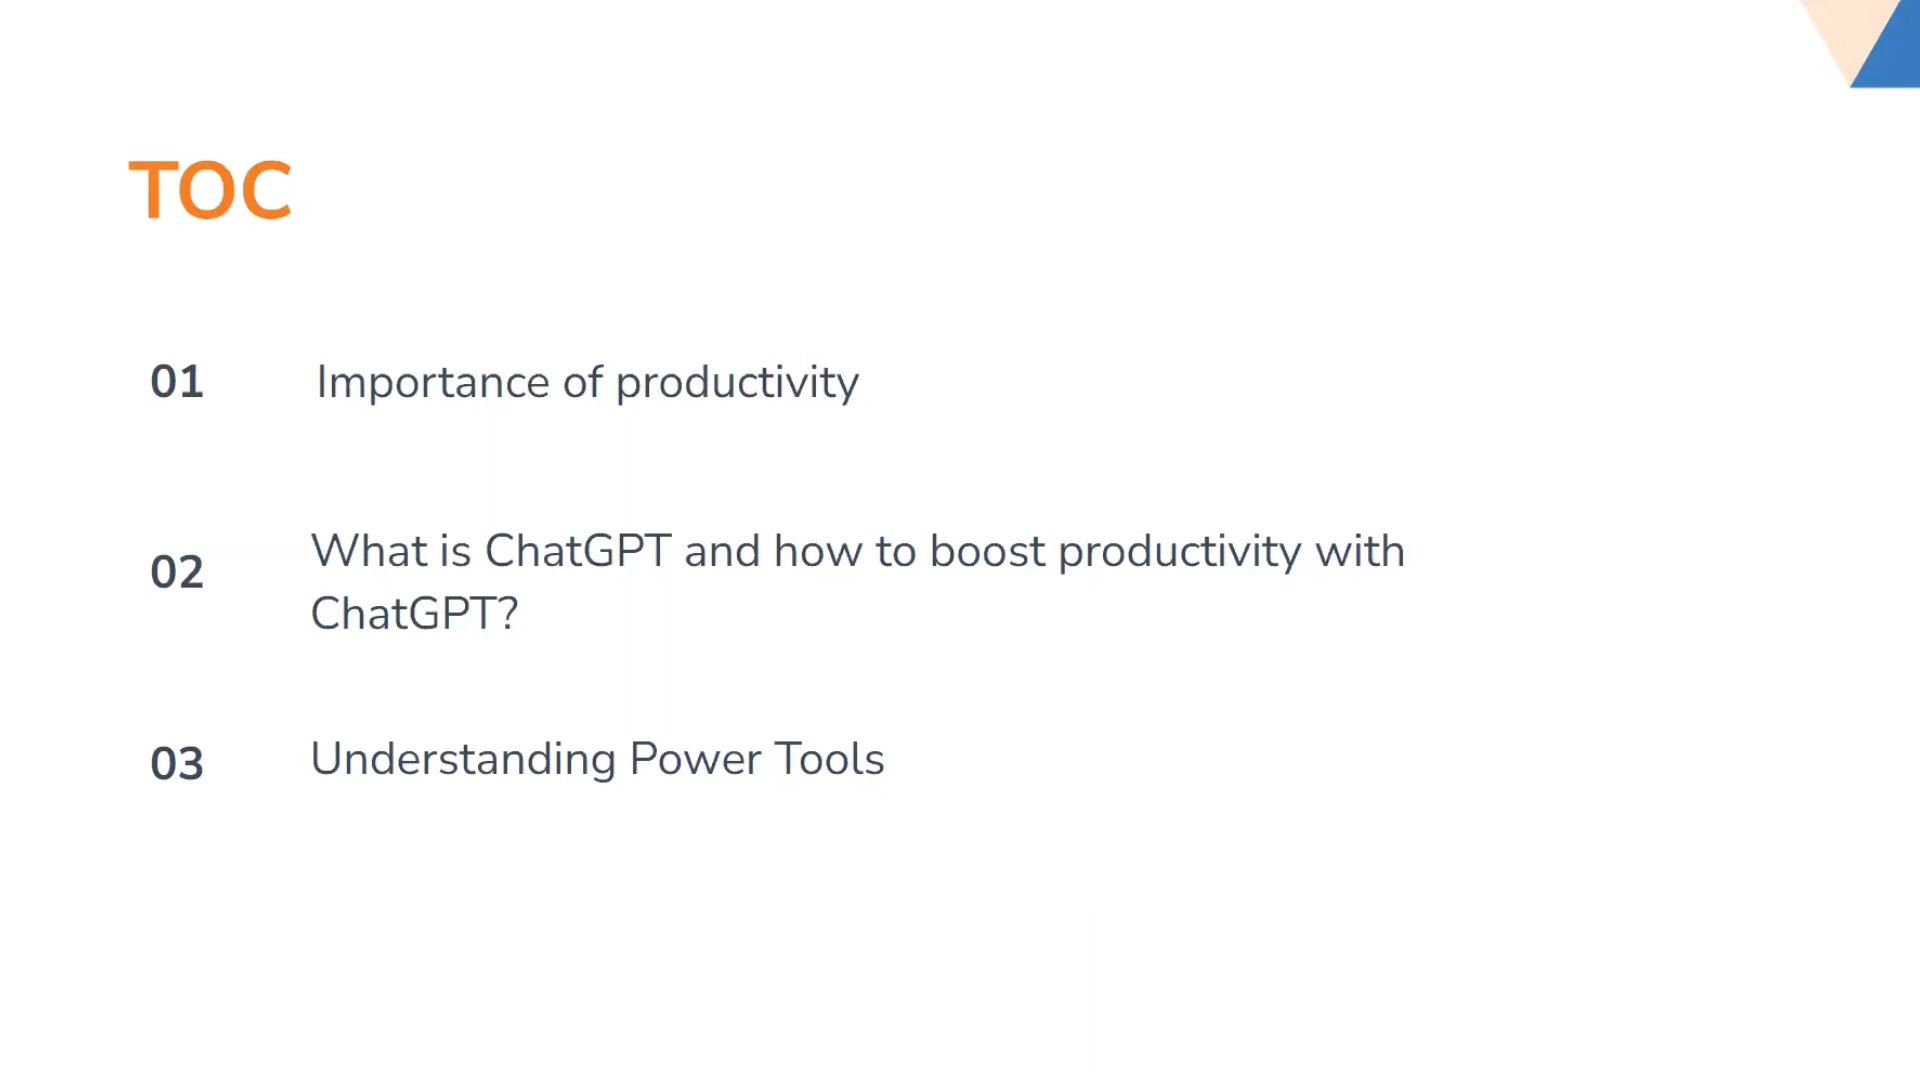 TOC
01 Importance of productivity
02 What is ChatGPT and how to boost productivity with
ChatGPT?
03 Understanding Power Tools